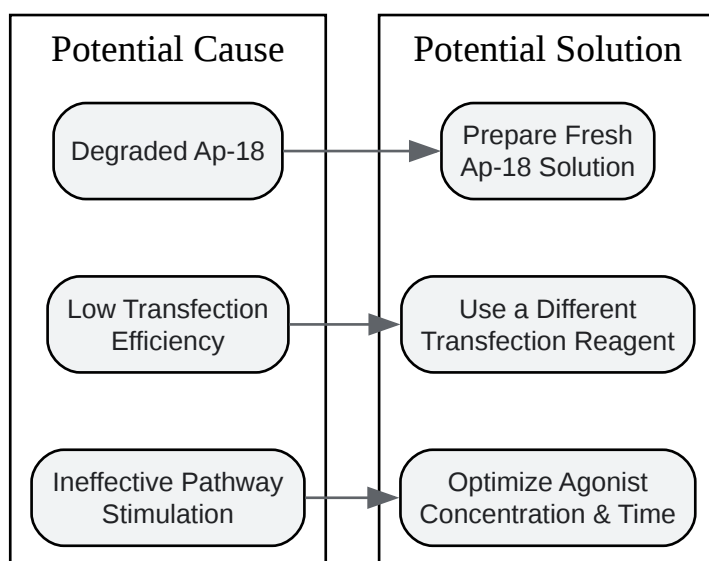 Potential Cause
Potential Solution
Degraded Ap-18
Prepare Fresh
Ap-18 Solution
Low Transfection
Efficiency
Use a Different
Transfection Reagent
Ineffective Pathway
Stimulation
Optimize Agonist
Concentration & Time